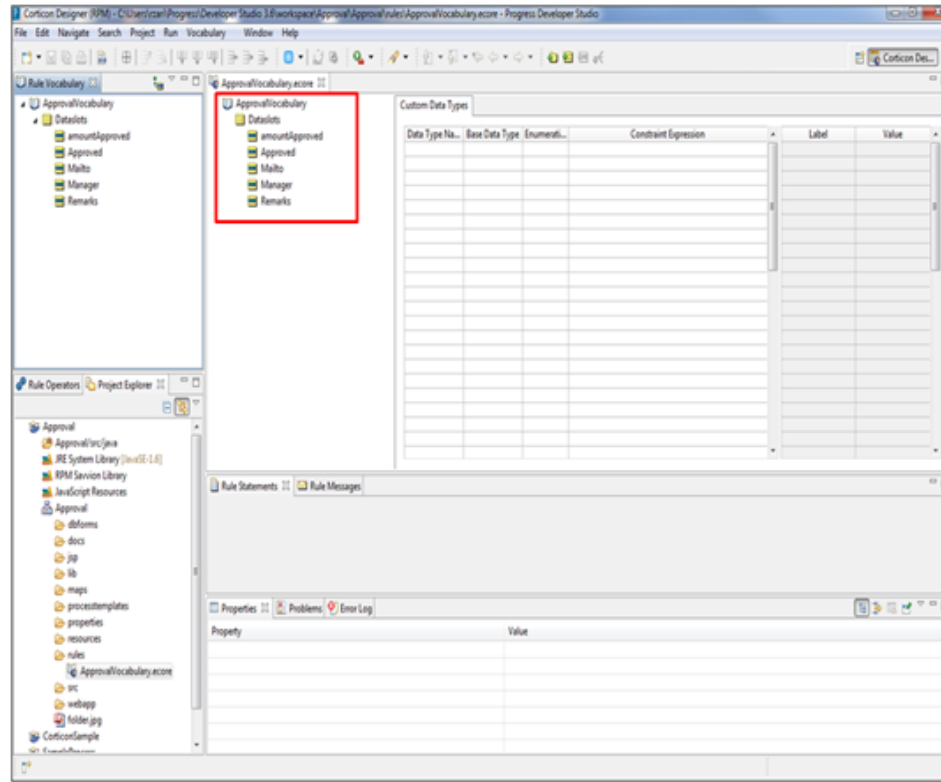 Corticon Designer (RPM) - C:\Users\rzan\Progress\Developer Studio 3.6\workspace\Approval\Approval\rules\ApprovalVocabulary.ecore - Progress Developer Studio
File Edit Navigate Search Project Run Vocabulary Window Help
Corticon Des...
Rule Vocabulary
ApprovalVocabulary
Dataslots
amountApproved
Approved
Mailto
Manager
Remarks
ApprovalVocabulary.ecore
ApprovalVocabulary
Dataslots
amountApproved
Approved
Mailto
Manager
Remarks
Custom Data Types
Data Type Na... Base Data Type Enumerati... Constraint Expression Label Value
Rule Operators Project Explorer
Approval
Approval/src/java
JRE System Library [JavaSE-1.6]
RPM Savvion Library
JavaScript Resources
Approval
dbforms
docs
jsp
lib
maps
processtemplates
properties
resources
rules
ApprovalVocabulary.ecore
src
webapp
folder.jpg
CorticonSample
SampleProcess
Rule Statements Rule Messages
Properties Problems Error Log
Property Value